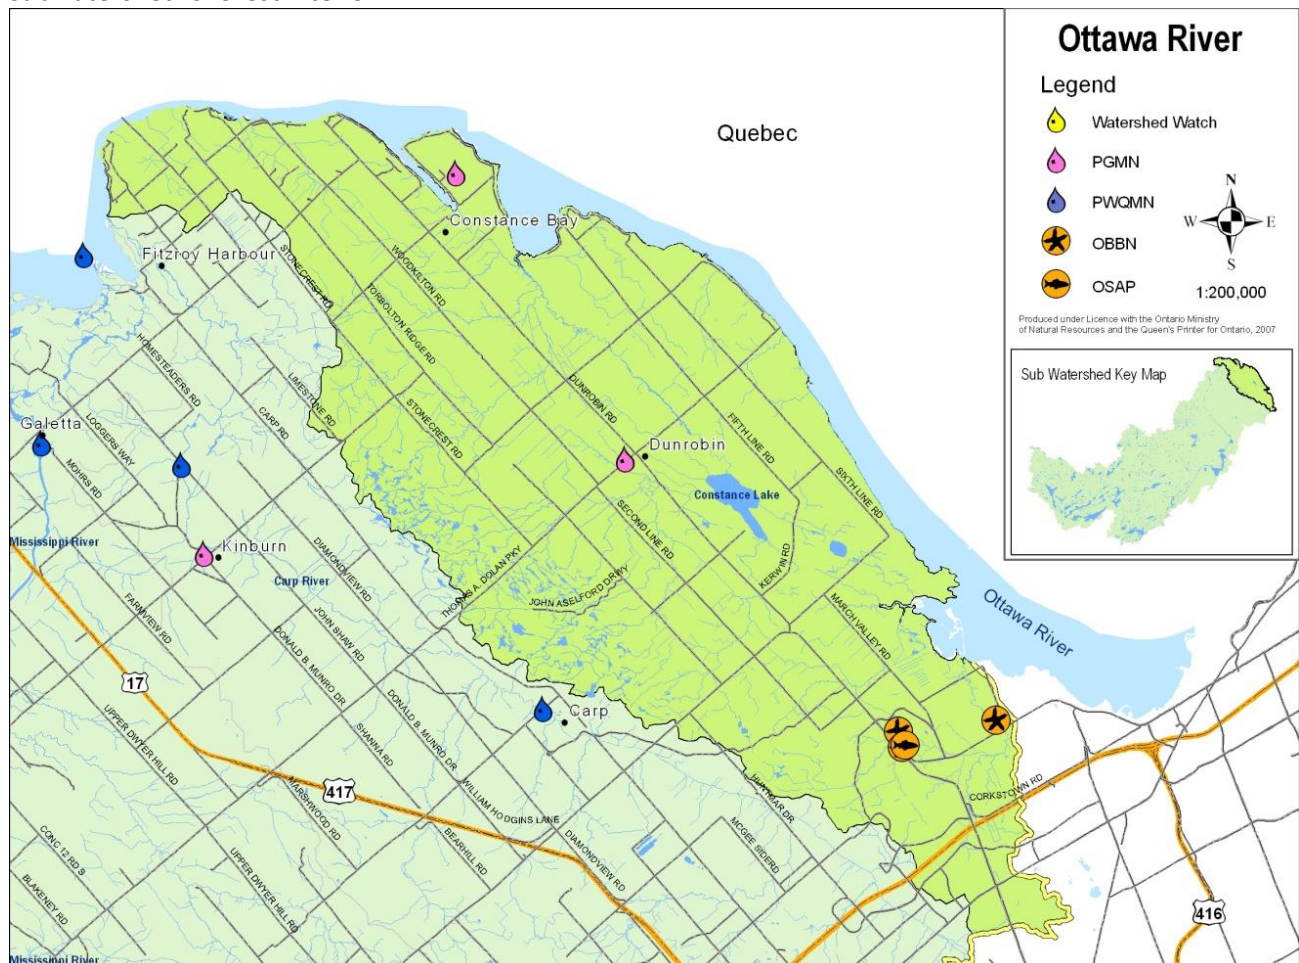 Ottawa River
Legend
Watershed Watch
PGMN
PWQMN
OBBN
OSAP
N
W
E
S
1:200,000
Produced under Licence with the Ontario Ministry
of Natural Resources and the Queen's Printer for Ontario, 2007
Sub Watershed Key Map
Quebec
Constance Bay
Fitzroy Harbour
STONECREST RD
WOODKILTON RD
TORBOLTON RIDGE RD
HOMESTEADERS RD
LIMESTONE RD
CARP RD
DUNROBIN RD
STONECREST RD
FIFTH LINE RD
Galetta
LOGGERS WAY
MOHRS RD
Dunrobin
Constance Lake
SIXTH LINE RD
SECOND LINE RD
Mississippi River
Kinburn
Carp River
DIAMONDVIEW RD
THOMAS A. DOLAN PKY
JOHN ASELFORD DRWY
KERWIN RD
MARCH VALLEY RD
Ottawa River
FARMVIEW RD
JOHN SHAW RD
DONALD B. MUNRO DR
17
Carp
UPPER DWYER HILL RD
SHANNA RD
DONALD B. MUNRO DR
417
MARSHWOOD RD
WILLIAM HODGINS LANE
HUNTMAR DR
CORKSTOWN RD
MCGEE SIDERD
CONC 12 RD S
BEARHILL RD
DIAMONDVIEW RD
UPPER DWYER HILL RD
BLAKENEY RD
416
Mississippi River